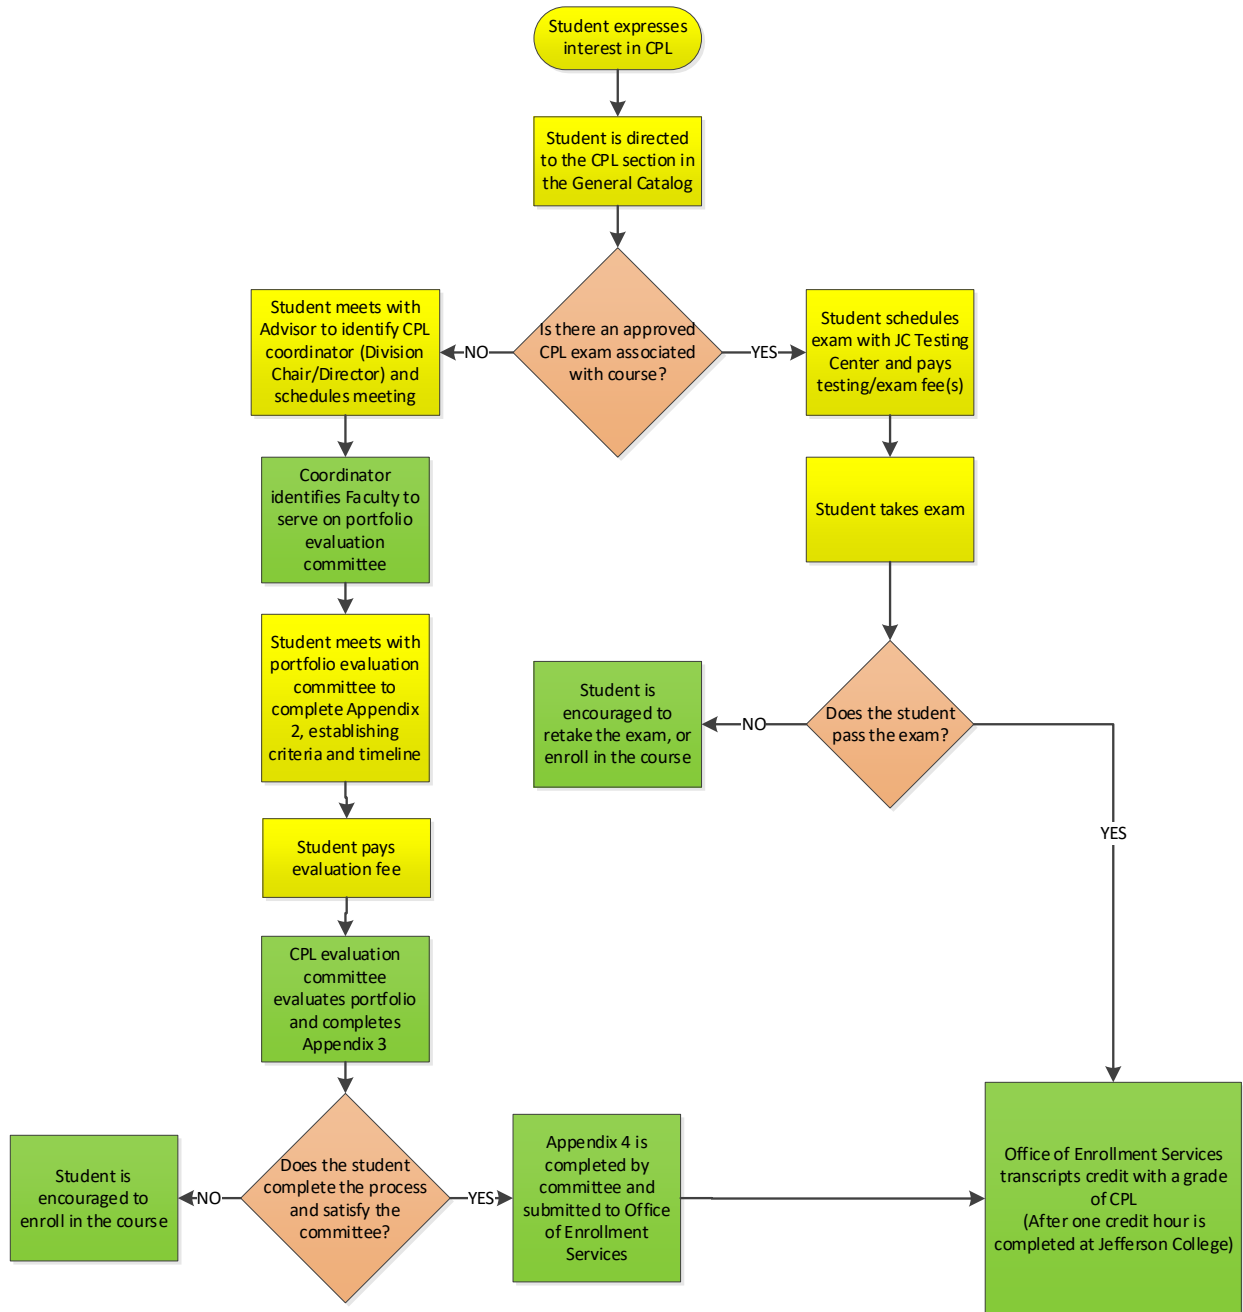 Student expresses
interest in CPL
Student is directed
to the CPL section in
the General Catalog
Is there an approved
CPL exam associated
with course?
NO
YES
Student meets with
Advisor to identify CPL
coordinator (Division
Chair/Director) and
schedules meeting
Student schedules
exam with JC Testing
Center and pays
testing/exam fee(s)
Coordinator
identifies Faculty to
serve on portfolio
evaluation
committee
Student takes exam
Student meets with
portfolio evaluation
committee to
complete Appendix
2, establishing
criteria and timeline
Does the student
pass the exam?
NO
Student is
encouraged to
retake the exam, or
enroll in the course
YES
Student pays
evaluation fee
CPL evaluation
committee
evaluates portfolio
and completes
Appendix 3
Does the student
complete the process
and satisfy the
committee?
NO
Student is
encouraged to
enroll in the course
YES
Appendix 4 is
completed by
committee and
submitted to Office
of Enrollment
Services
Office of Enrollment Services
transcripts credit with a grade
of CPL
(After one credit hour is
completed at Jefferson College)